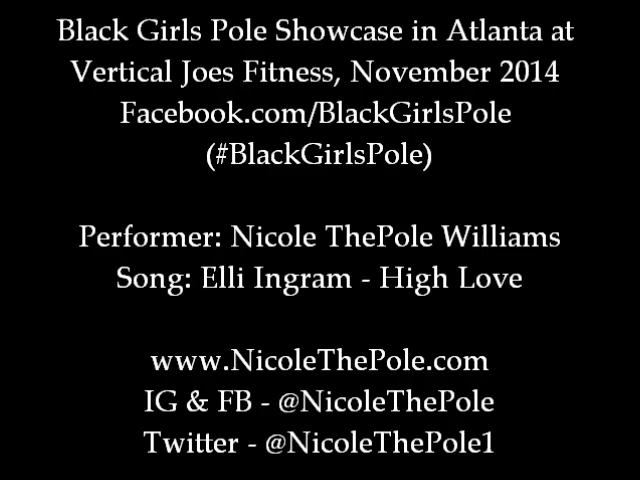 Black Girls Pole Showcase in Atlanta at
Vertical Joes Fitness, November 2014
Facebook.com/BlackGirlsPole
(#BlackGirlsPole)
Performer: Nicole ThePole Williams
Song: Elli Ingram - High Love
www.NicoleThePole.com
IG & FB - @NicoleThePole
Twitter - @NicoleThePole1